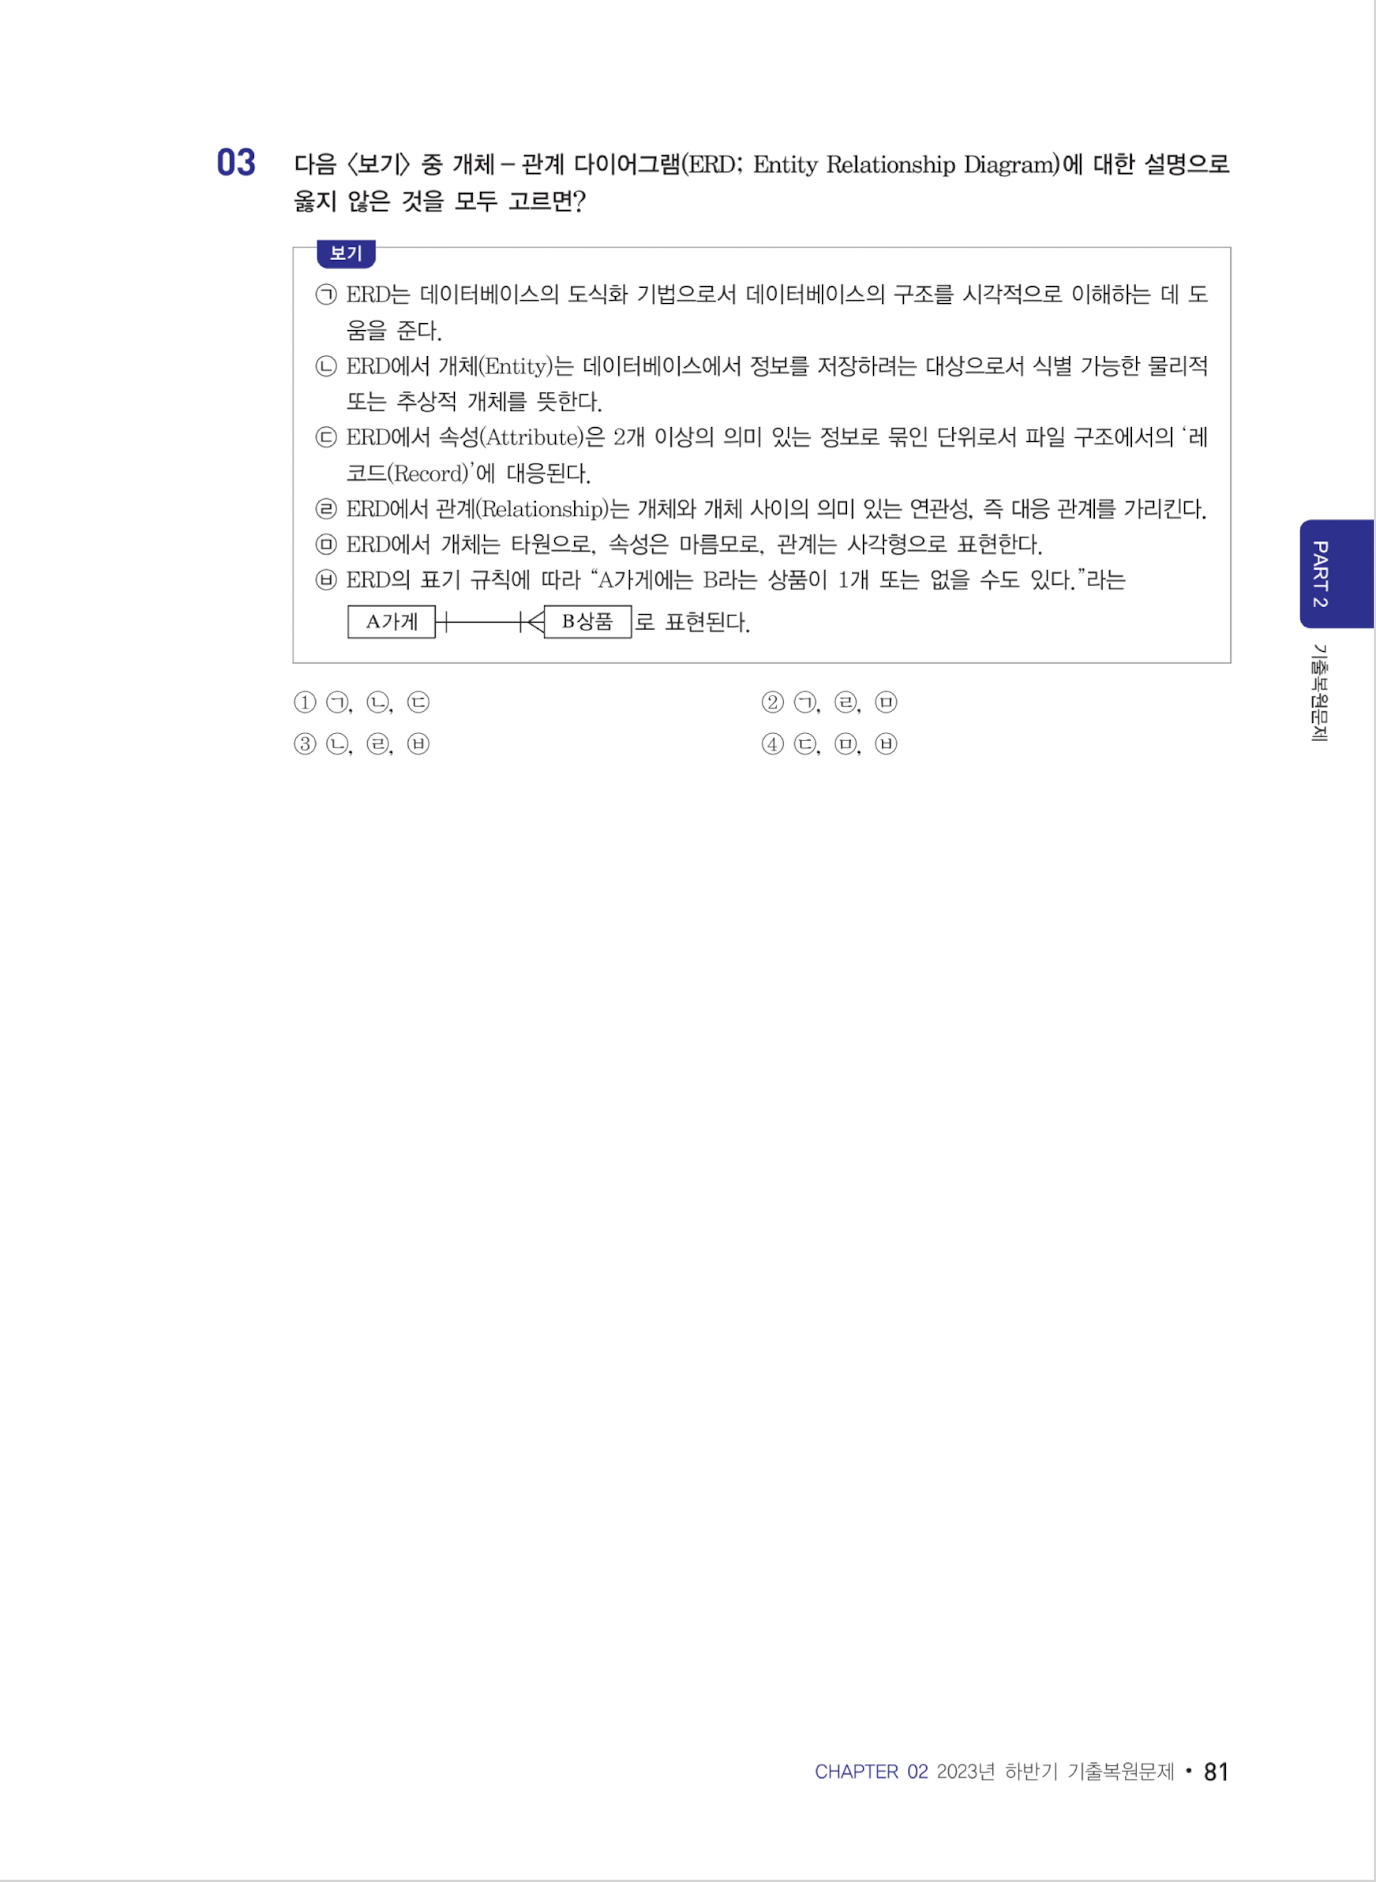 03 다음 〈보기〉 중 개체 - 관계 다이어그램(ERD; Entity Relationship Diagram)에 대한 설명으로
옳지 않은 것을 모두 고르면?
보기
㉠ ERD는 데이터베이스의 도식화 기법으로서 데이터베이스의 구조를 시각적으로 이해하는 데 도
움을 준다.
㉡ ERD에서 개체(Entity)는 데이터베이스에서 정보를 저장하려는 대상으로서 식별 가능한 물리적
또는 추상적 개체를 뜻한다.
㉢ ERD에서 속성(Attribute)은 2개 이상의 의미 있는 정보로 묶인 단위로서 파일 구조에서의 ‘레
코드(Record)’에 대응된다.
㉣ ERD에서 관계(Relationship)는 개체와 개체 사이의 의미 있는 연관성, 즉 대응 관계를 가리킨다.
㉤ ERD에서 개체는 타원으로, 속성은 마름모로, 관계는 사각형으로 표현한다.
㉥ ERD의 표기 규칙에 따라 “A가게에는 B라는 상품이 1개 또는 없을 수도 있다.”라는
A가게 B상품 로 표현된다.
① ㉠, ㉡, ㉢ ② ㉠, ㉣, ㉤
③ ㉡, ㉣, ㉥ ④ ㉢, ㉤, ㉥
PART 2
기출복원문제
CHAPTER 02 2023년 하반기 기출복원문제 • 81